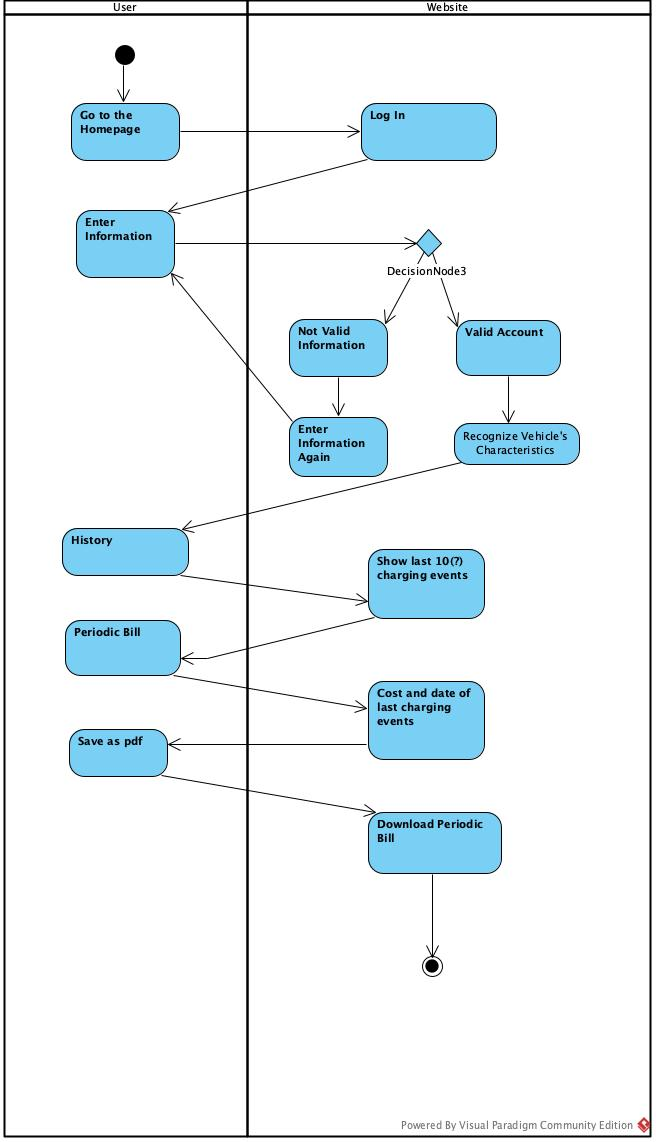 User
Website
Go to the
Homepage
Log In
Enter
Information
DecisionNode3
Not Valid
Information
Valid Account
Enter
Information
Again
Recognize Vehicle's
Characteristics
History
Show last 10(?)
charging events
Periodic Bill
Cost and date of
last charging
events
Save as pdf
Download Periodic
Bill
Powered By Visual Paradigm Community Edition